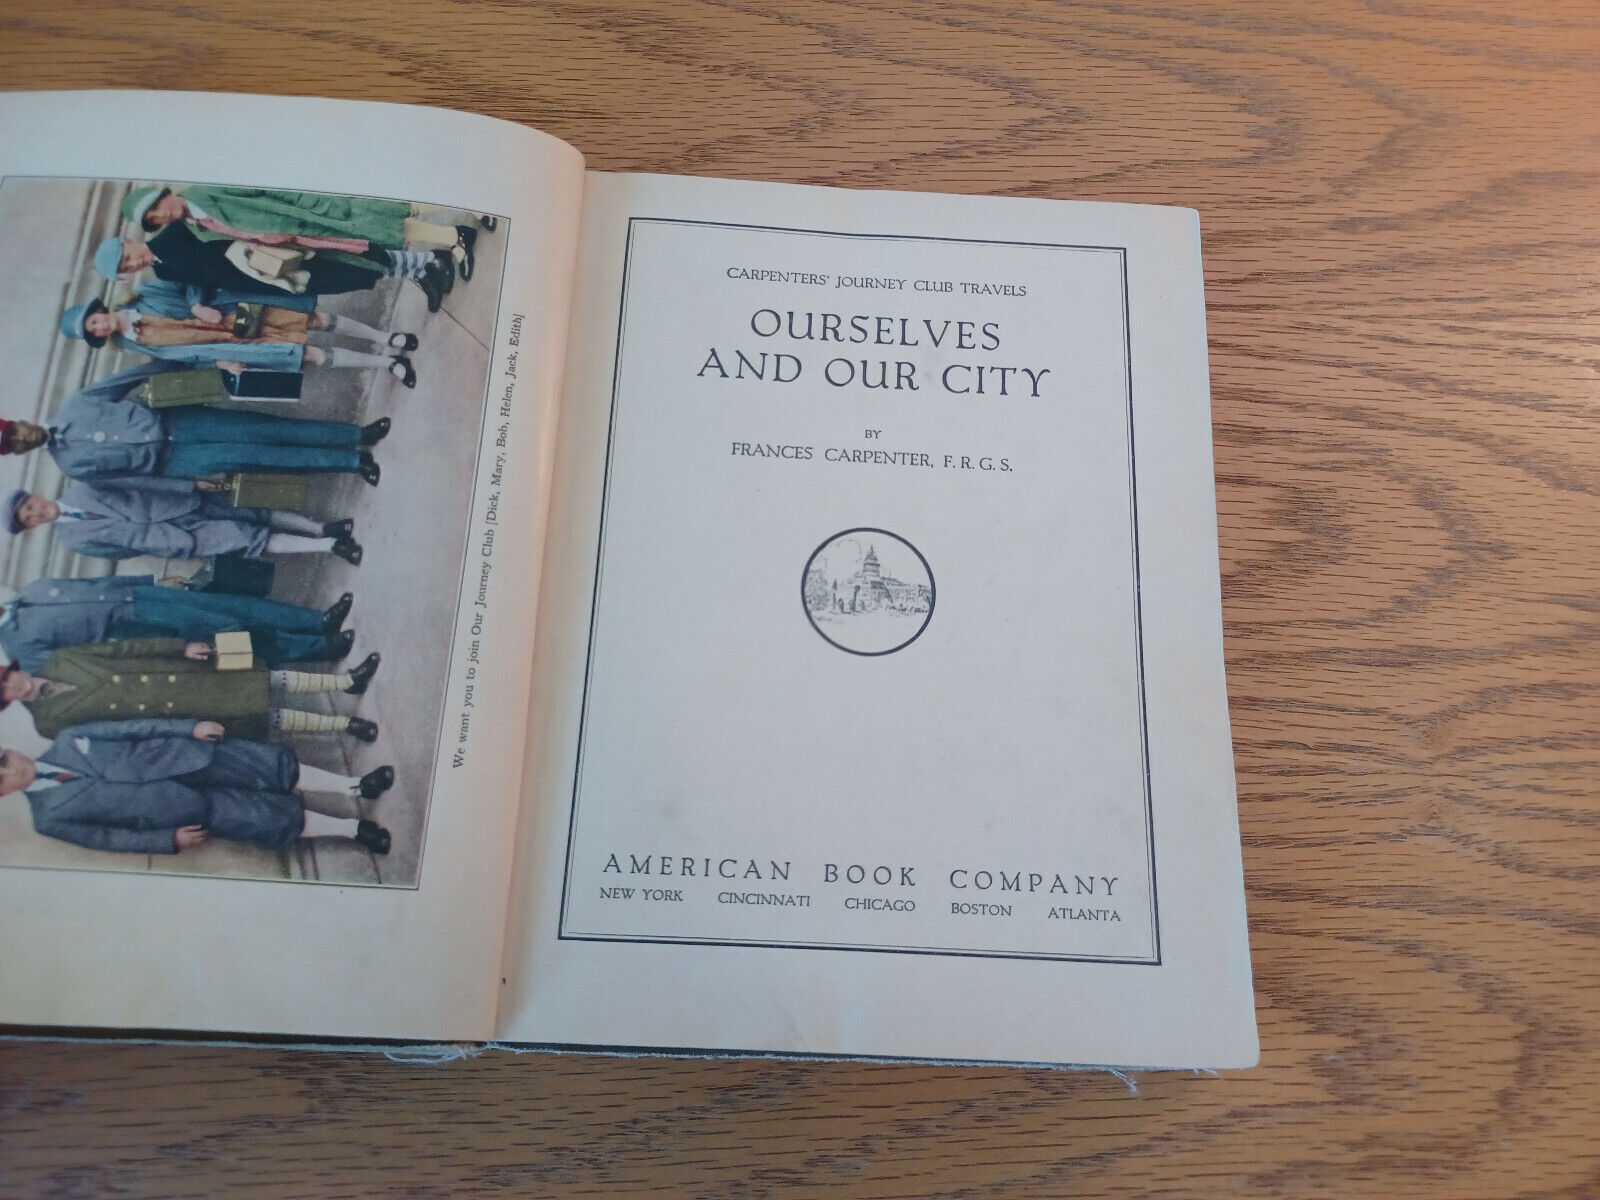 We want you to join Our Journey Club [Dick, Mary, Bob, Helen, Jack, Edith]
CARPENTERS' JOURNEY CLUB TRAVELS
OURSELVES
AND OUR CITY
BY
FRANCES CARPENTER, F. R. G. S.
AMERICAN BOOK COMPANY
NEW YORK CINCINNATI CHICAGO BOSTON ATLANTA